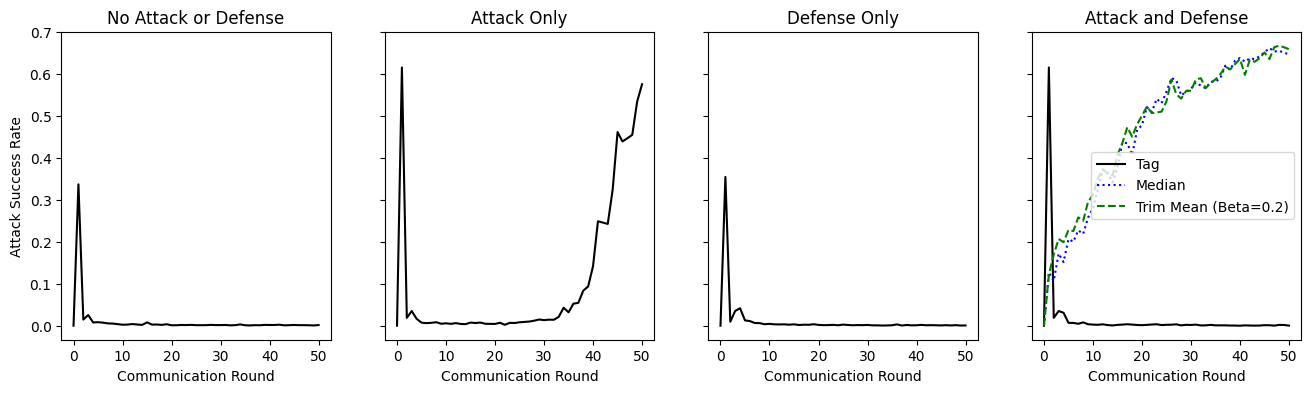 No Attack or Defense
Attack Only
Defense Only
Attack and Defense
Attack Success Rate
0.7
0.6
0.5
0.4
0.3
0.2
0.1
0.0
Tag
Median
Trim Mean (Beta=0.2)
0 10 20 30 40 50
0 10 20 30 40 50
0 10 20 30 40 50
0 10 20 30 40 50
Communication Round
Communication Round
Communication Round
Communication Round